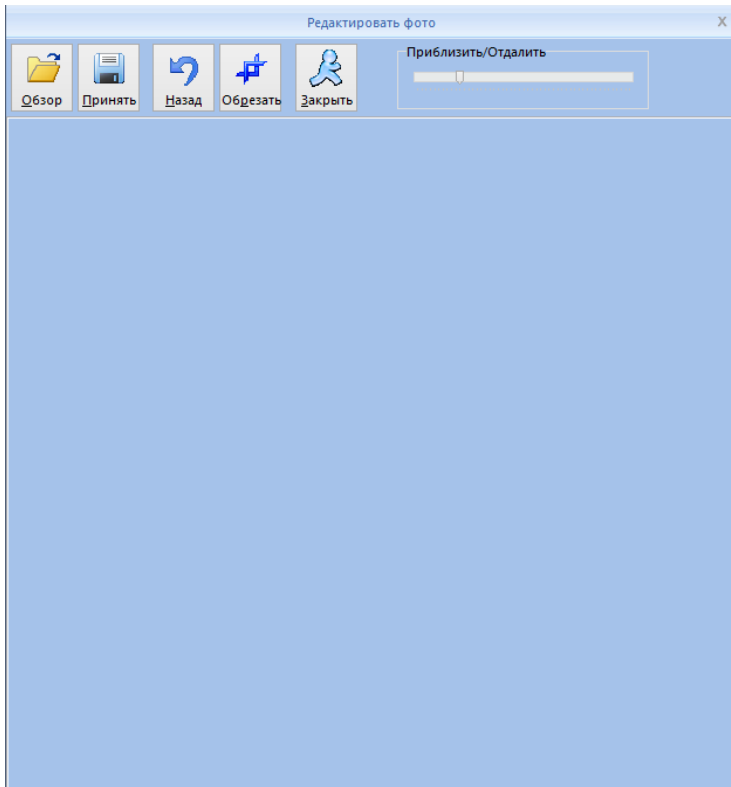 Редактировать фото X
Приблизить/Отдалить
Обзор Принять Назад Обрезать Закрыть